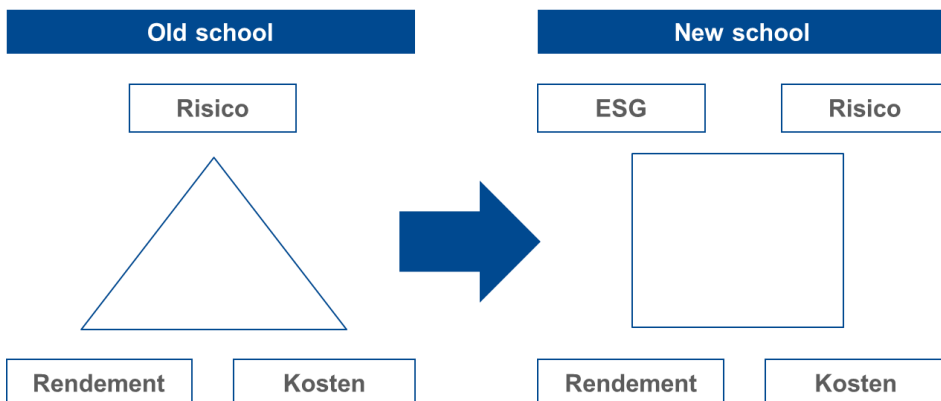 Old school
New school
Risico
ESG
Risico
Rendement
Kosten
Rendement
Kosten